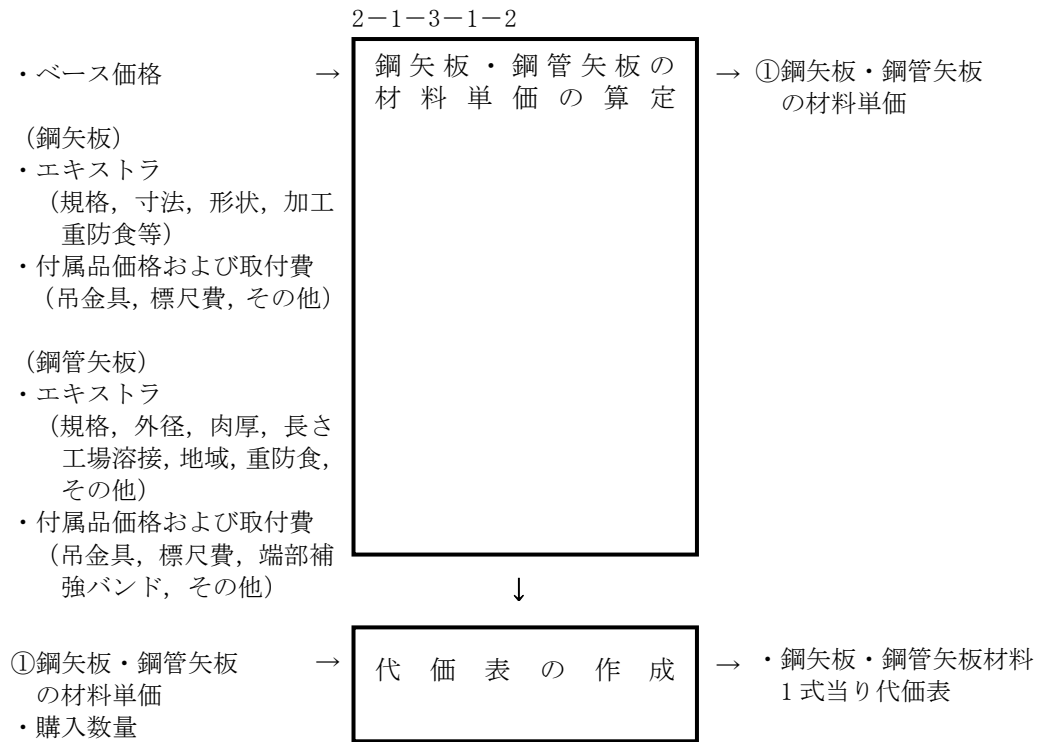 2－1－3－1－2
・ベース価格 → 鋼矢板・鋼管矢板の → ①鋼矢板・鋼管矢板
材料単価の算定 の材料単価
（鋼矢板）
・エキストラ
（規格，寸法，形状，加工
重防食等）
・付属品価格および取付費
（吊金具，標尺費，その他）
（鋼管矢板）
・エキストラ
（規格，外径，肉厚，長さ
工場溶接，地域，重防食，
その他）
・付属品価格および取付費
（吊金具，標尺費，端部補
強バンド，その他）
↓
①鋼矢板・鋼管矢板 → 代価表の作成 → ・鋼矢板・鋼管矢板材料
の材料単価 1式当り代価表
・購入数量